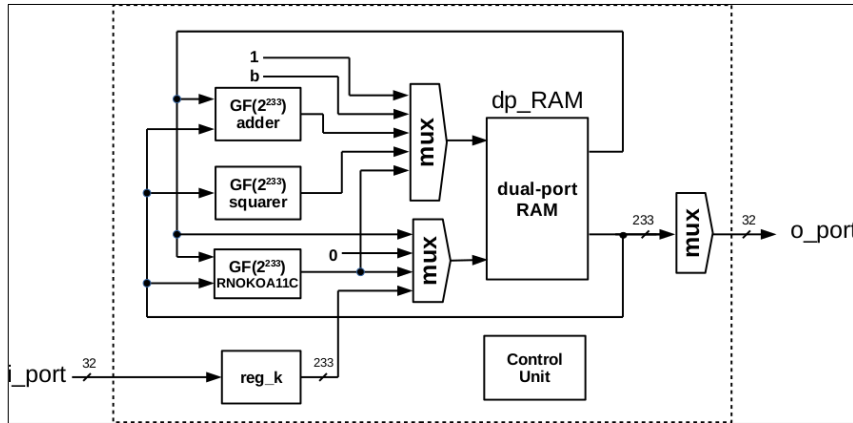 1
b
GF(2²³³)
adder
mux
dp_RAM
dual-port
RAM
GF(2²³³)
squarer
233
mux
32
o_port
0
GF(2²³³)
RNOKOA11C
mux
i_port
32
reg_k
233
Control
Unit